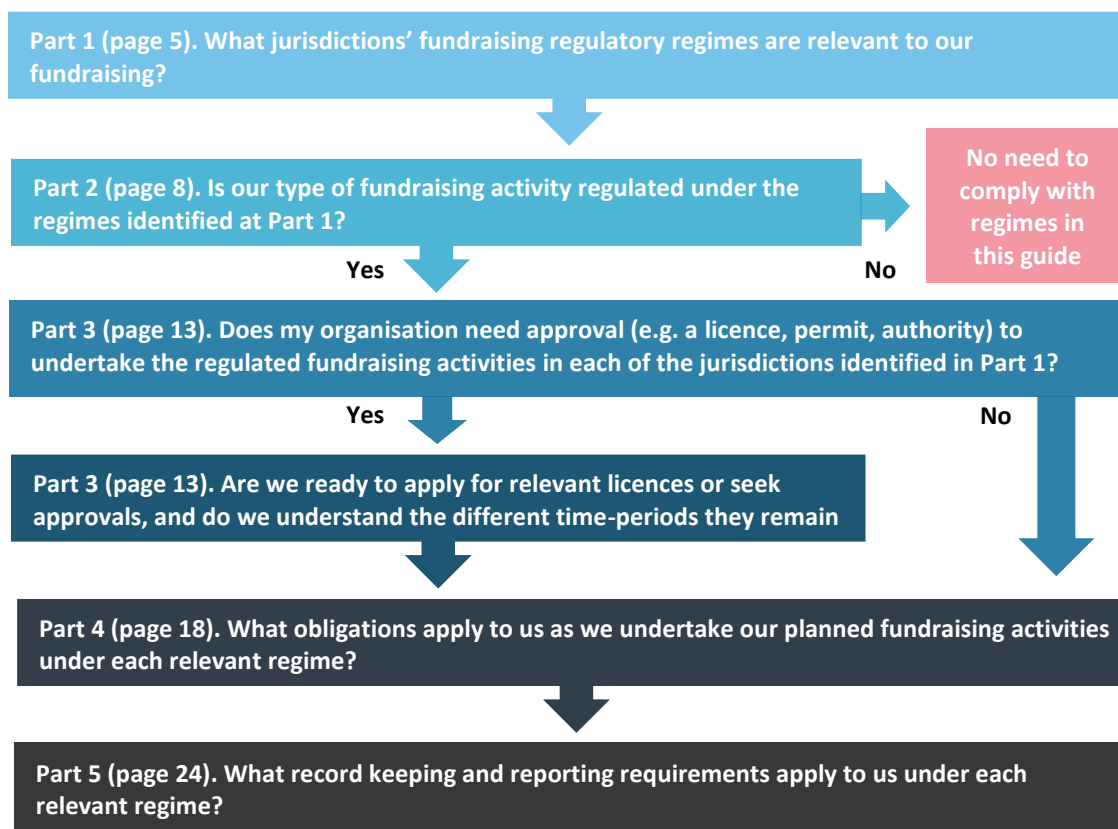 Part 1 (page 5). What jurisdictions’ fundraising regulatory regimes are relevant to our
fundraising?
Part 2 (page 8). Is our type of fundraising activity regulated under the
regimes identified at Part 1?
No need to
comply with
regimes in
this guide
Yes
No
Part 3 (page 13). Does my organisation need approval (e.g. a licence, permit, authority) to
undertake the regulated fundraising activities in each of the jurisdictions identified in Part 1?
Yes
No
Part 3 (page 13). Are we ready to apply for relevant licences or seek
approvals, and do we understand the different time-periods they remain
Part 4 (page 18). What obligations apply to us as we undertake our planned fundraising activities
under each relevant regime?
Part 5 (page 24). What record keeping and reporting requirements apply to us under each
relevant regime?